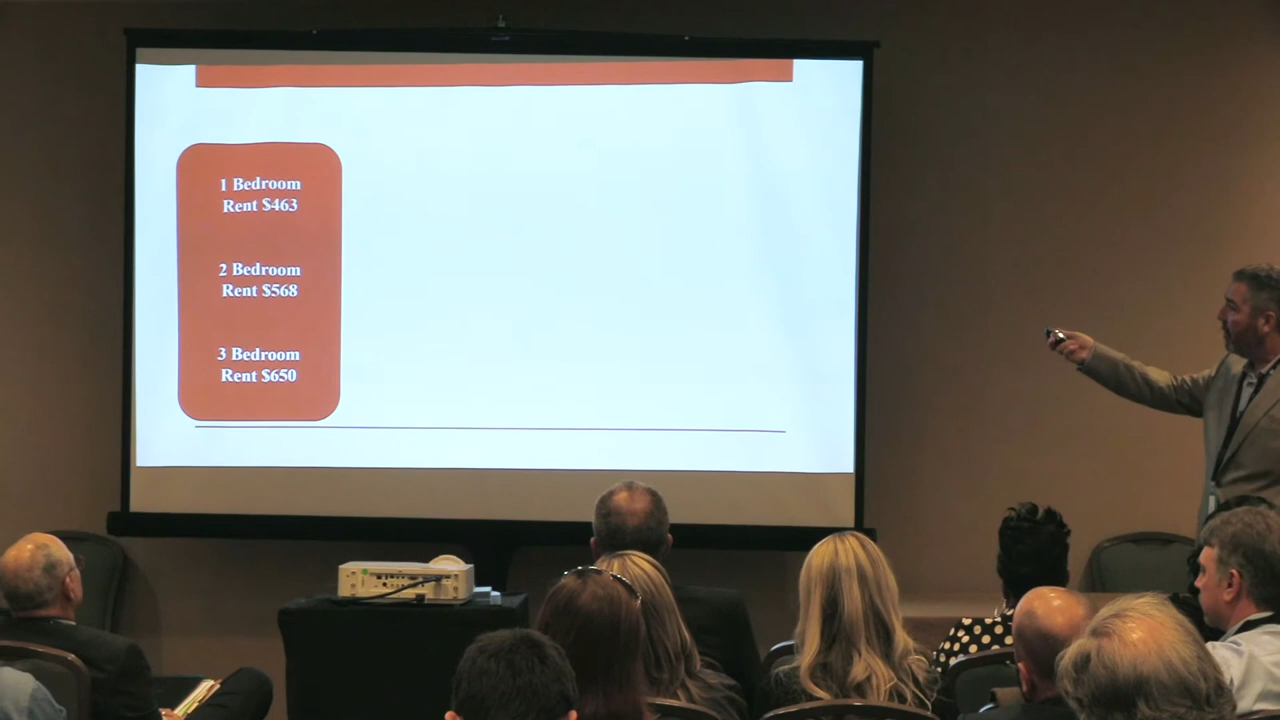 1 Bedroom
Rent $463
2 Bedroom
Rent $568
3 Bedroom
Rent $650